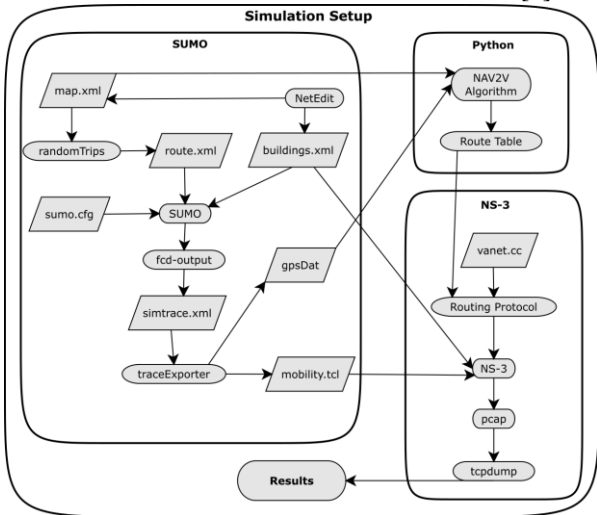 Simulation Setup
SUMO
Python
map.xml
NetEdit
NAV2V
Algorithm
randomTrips
route.xml
buildings.xml
Route Table
sumo.cfg
SUMO
NS-3
vanet.cc
fcd-output
gpsDat
simtrace.xml
Routing Protocol
traceExporter
mobility.tcl
NS-3
pcap
tcpdump
Results